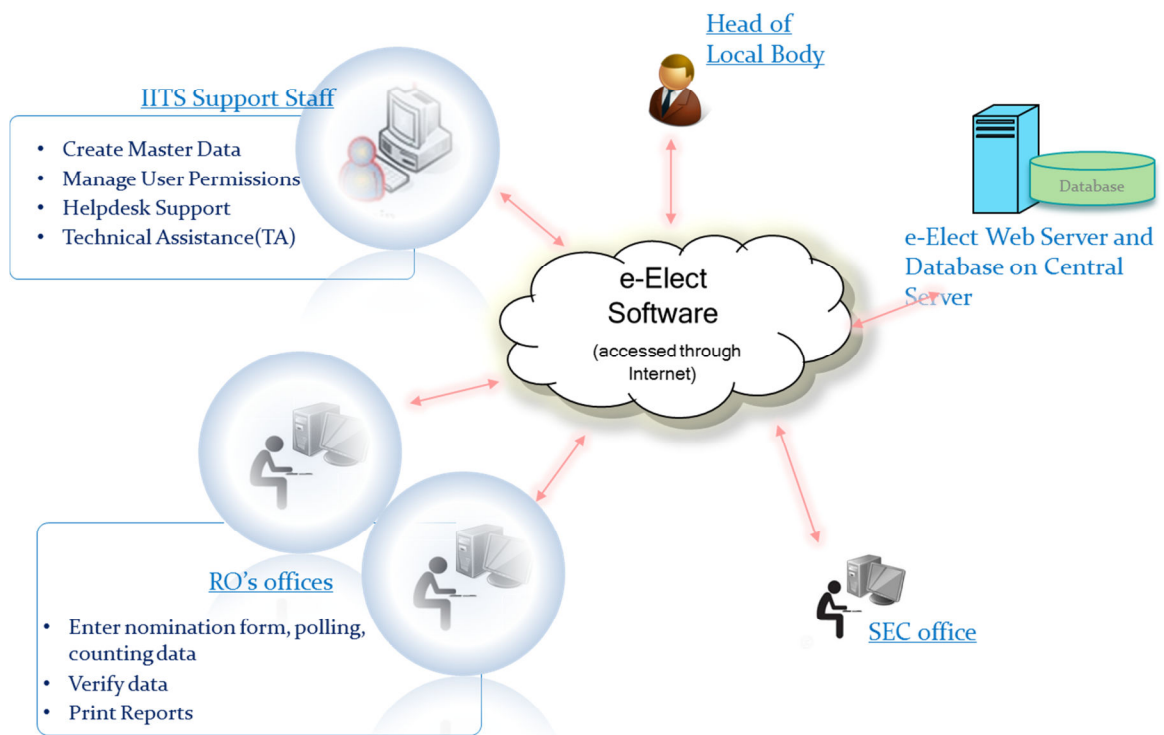 Head of
Local Body
IITS Support Staff
• Create Master Data
• Manage User Permissions
• Helpdesk Support
• Technical Assistance(TA)
Database
e-Elect Web Server and
Database on Central
Server
e-Elect
Software
(accessed through
Internet)
RO's offices
• Enter nomination form, polling,
counting data
• Verify data
• Print Reports
SEC office